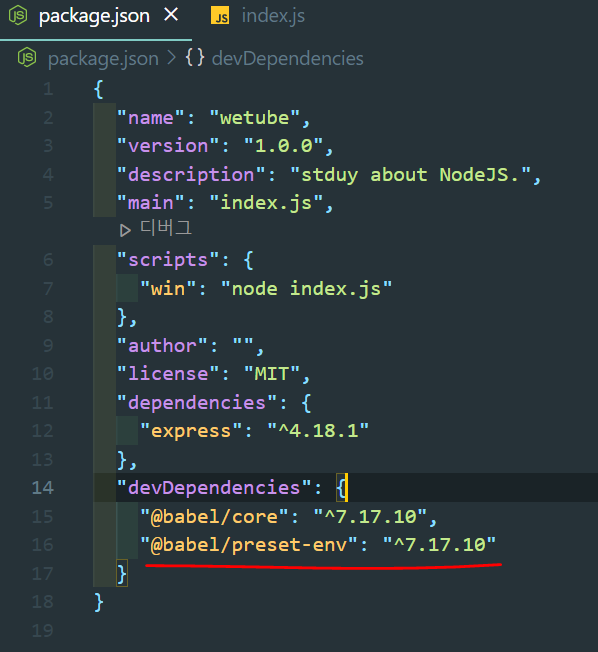 package.json
JS index.js
package.json > {} devDependencies
1 {
2 "name": "wetube",
3 "version": "1.0.0",
4 "description": "stduy about NodeJS.",
5 "main": "index.js",
▷ 디버그
6 "scripts": {
7 "win": "node index.js"
8 },
9 "author": "",
10 "license": "MIT",
11 "dependencies": {
12 "express": "^4.18.1"
13 },
14 "devDependencies": {
15 "@babel/core": "^7.17.10",
16 "@babel/preset-env": "^7.17.10"
17 }
18 }
19